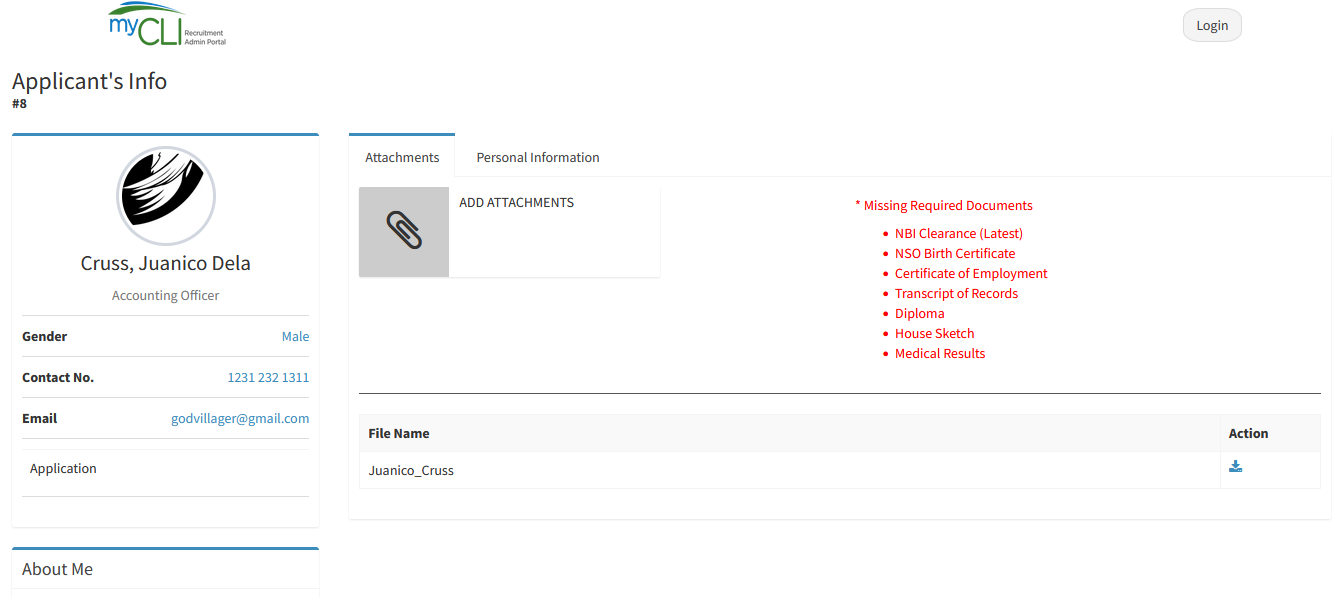 myCLI Recruitment
Admin Portal
Login
Applicant's Info
#8
Cruss, Juanico Dela
Accounting Officer
Gender Male
Contact No. 1231 232 1311
Email godvillager@gmail.com
Application
About Me
Attachments Personal Information
ADD ATTACHMENTS
* Missing Required Documents
• NBI Clearance (Latest)
• NSO Birth Certificate
• Certificate of Employment
• Transcript of Records
• Diploma
• House Sketch
• Medical Results
File Name Action
Juanico_Cruss